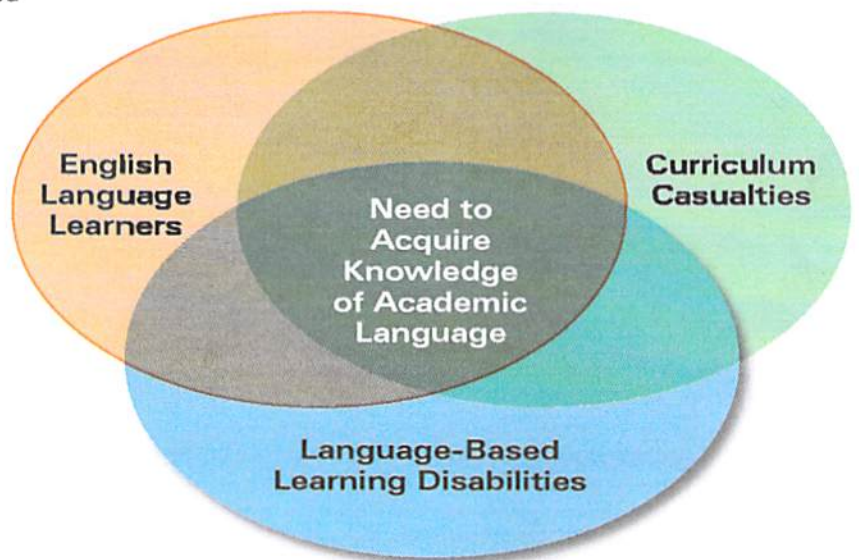 English
Language
Learners
Curriculum
Casualties
Need to
Acquire
Knowledge
of Academic
Language
Language-Based
Learning Disabilities